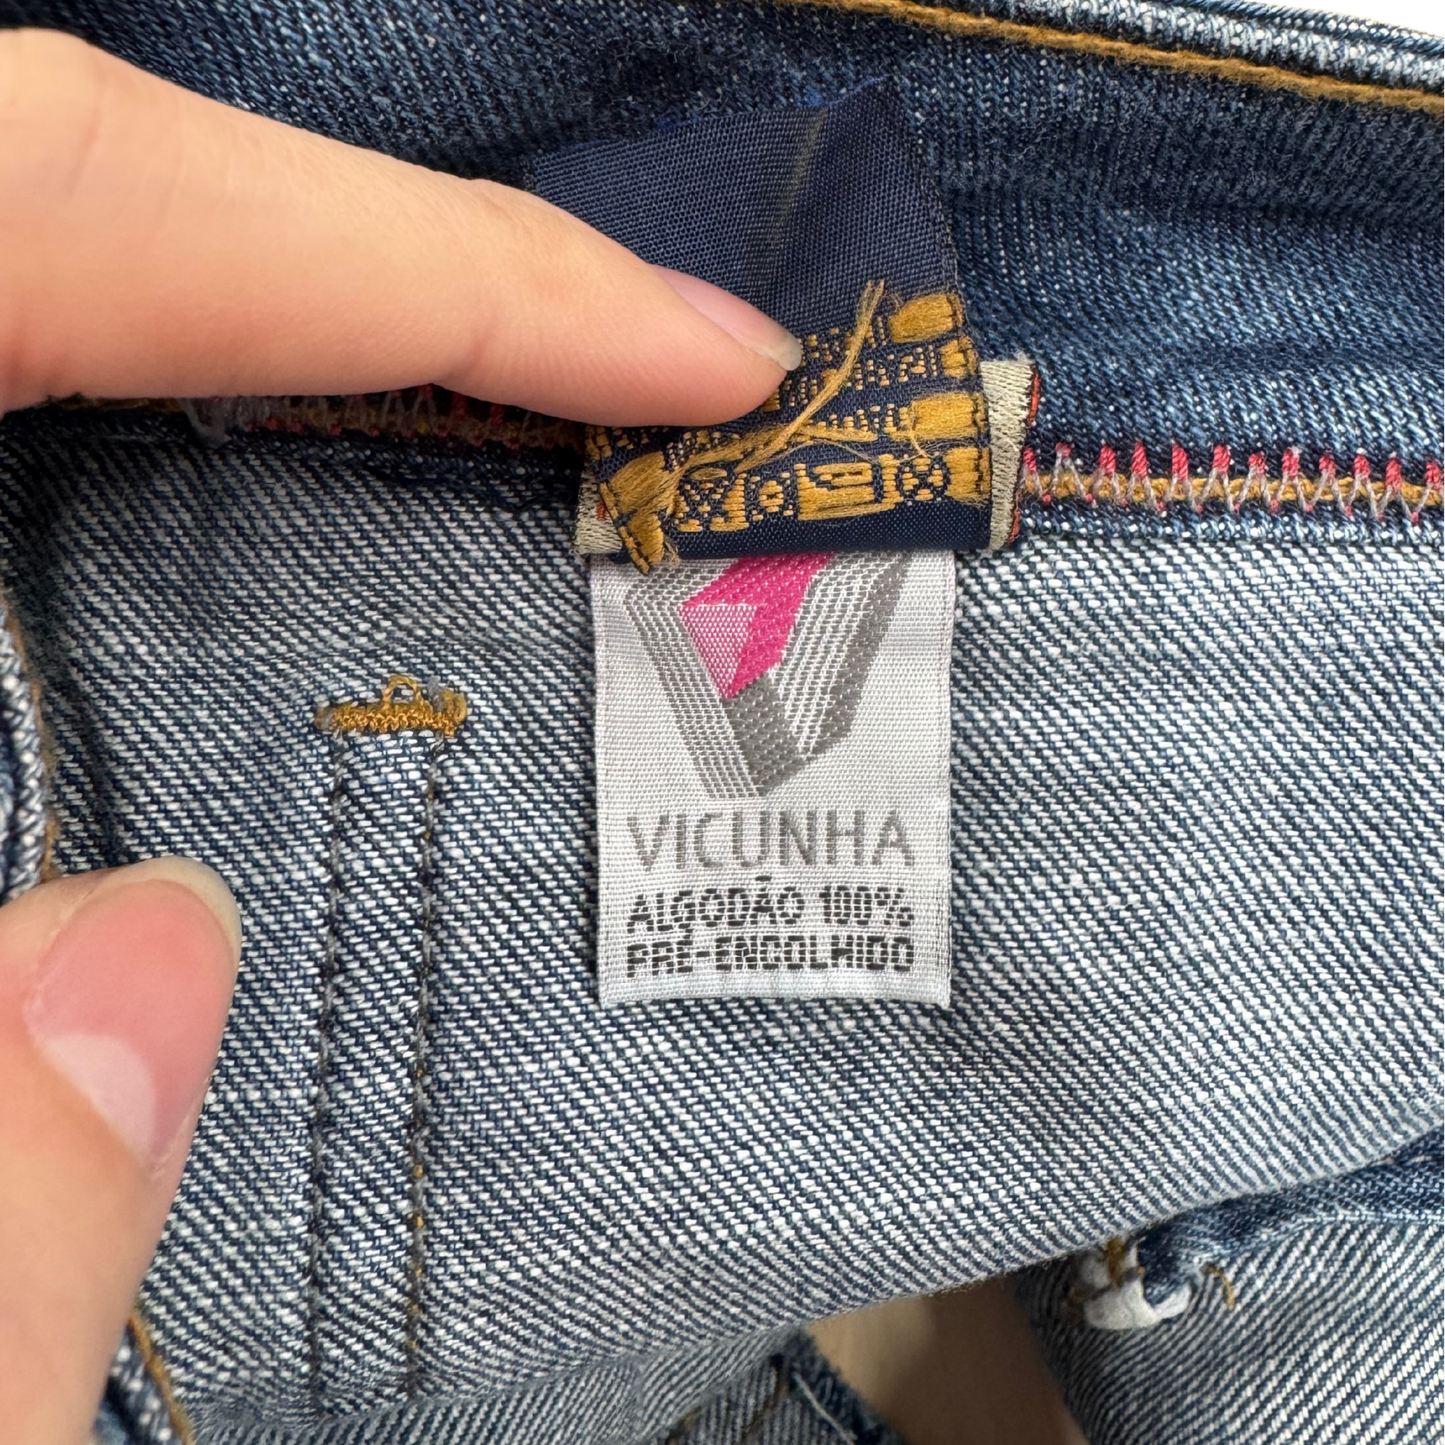 VICUNHA
ALGODÃO 100%
PRÉ-ENCOLHIDO